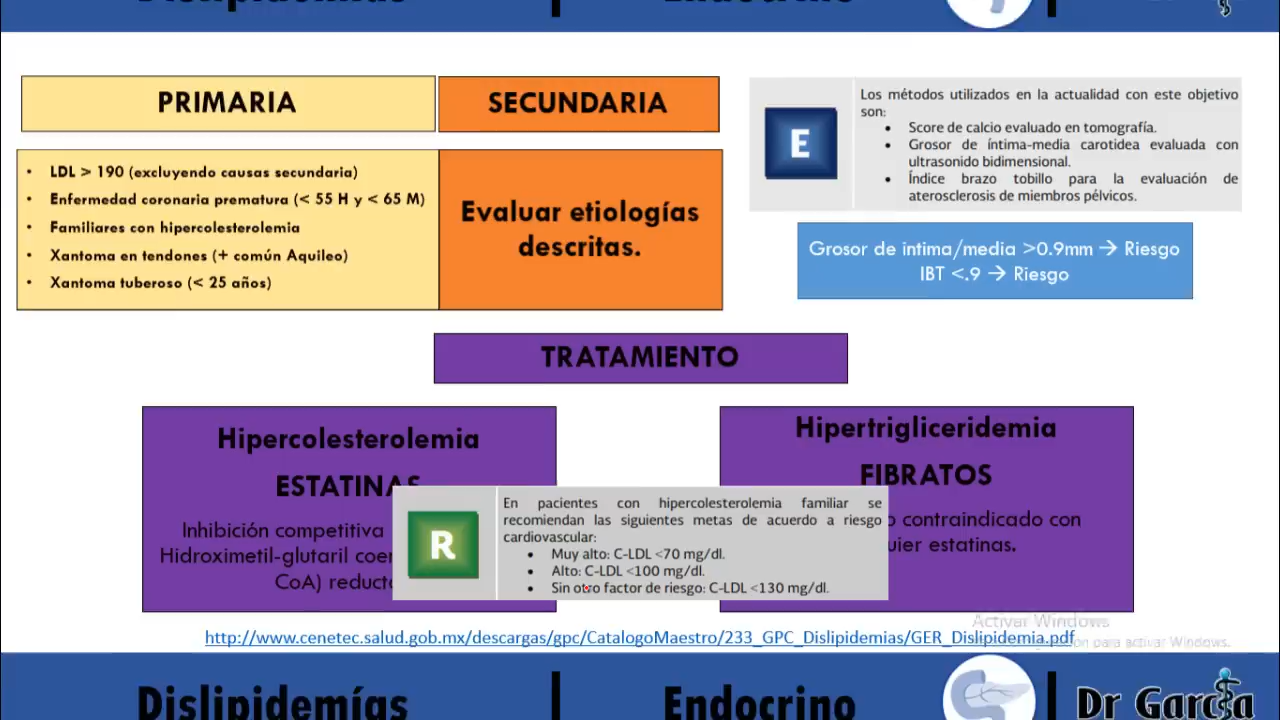 Dislipidemías
Endocrino
PRIMARIA
SECUNDARIA
• LDL > 190 (excluyendo causas secundaria)
• Enfermedad coronaria prematura (< 55 H y < 65 M)
• Familiares con hipercolesterolemia
• Xantoma en tendones (+ común Aquileo)
• Xantoma tuberoso (< 25 años)
Evaluar etiologías
descritas.
E
Los métodos utilizados en la actualidad con este objetivo
son:
• Score de calcio evaluado en tomografía.
• Grosor de íntima-media carotidea evaluada con
ultrasonido bidimensional.
• Índice brazo tobillo para la evaluación de
aterosclerosis de miembros pélvicos.
Grosor de intima/media >0.9mm → Riesgo
IBT <.9 → Riesgo
TRATAMIENTO
Hipercolesterolemia
ESTATINAS
Inhibición competitiva
Hidroximetil-glutaril
CoA)
R
En pacientes con hipercolesterolemia familiar se
recomiendan las siguientes metas de acuerdo a riesgo
cardiovascular:
• Muy alto: C-LDL <70 mg/dl.
• Alto: C-LDL <100 mg/dl.
• Sin otro factor de riesgo: C-LDL <130 mg/dl.
Hipertrigliceridemia
FIBRATOS
contraindicado con
estatinas.
Activar Windows
para activar Windows.
http://www.cenetec.salud.gob.mx/descargas/gpc/CatalogoMaestro/233_GPC_Dislipidemias/GER_Dislipidemia.pdf
Dislipidemías
Endocrino
Dr García